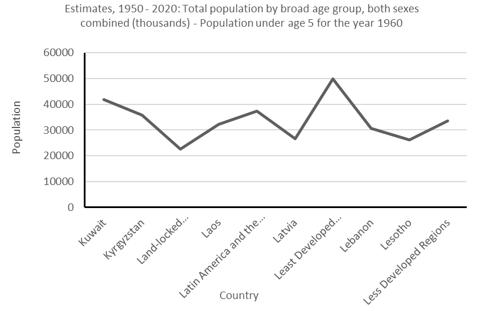 Estimates, 1950 - 2020: Total population by broad age group, both sexes
combined (thousands) - Population under age 5 for the year 1960
60000
50000
40000
30000
20000
10000
0
Population
Kuwait
Kyrgyzstan
Land-locked...
Laos
Latin America and the...
Latvia
Least Developed...
Lebanon
Lesotho
Less Developed Regions
Country